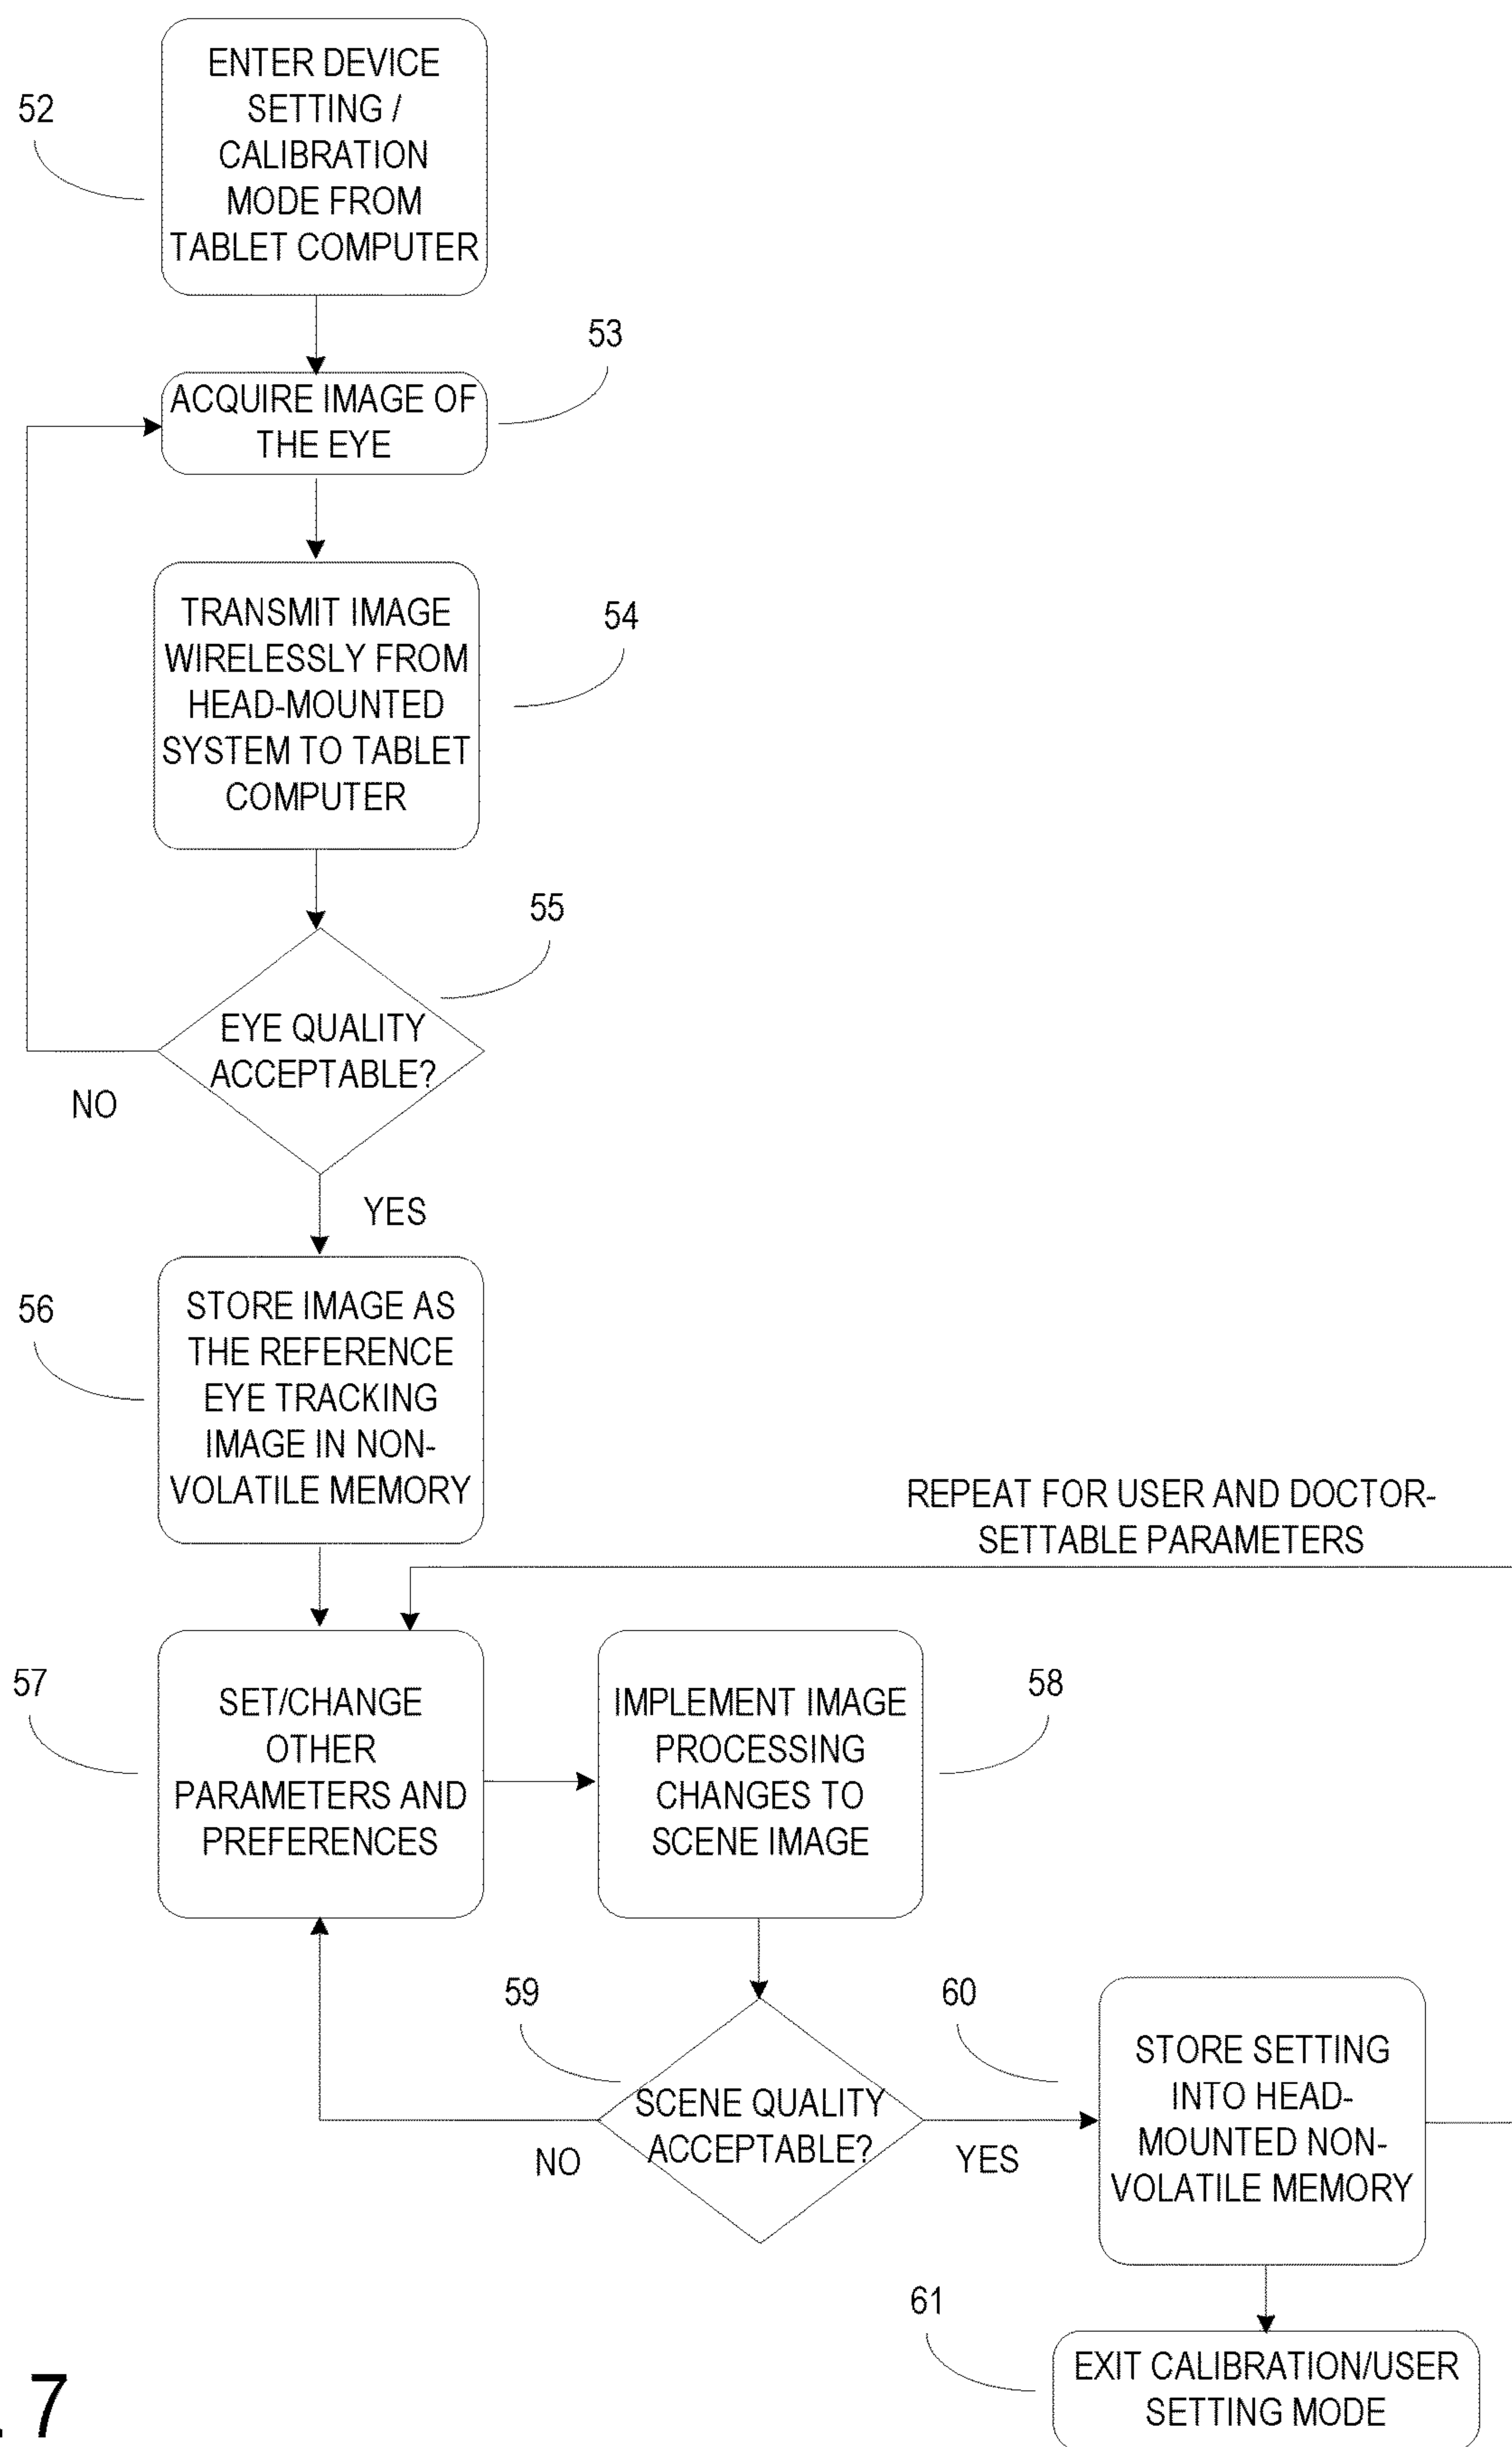 52
ENTER DEVICE
SETTING /
CALIBRATION
MODE FROM
TABLET COMPUTER
53
ACQUIRE IMAGE OF
THE EYE
54
TRANSMIT IMAGE
WIRELESSLY FROM
HEAD-MOUNTED
SYSTEM TO TABLET
COMPUTER
55
EYE QUALITY
ACCEPTABLE?
NO
YES
56
STORE IMAGE AS
THE REFERENCE
EYE TRACKING
IMAGE IN NON-
VOLATILE MEMORY
REPEAT FOR USER AND DOCTOR-
SETTABLE PARAMETERS
57
SET/CHANGE
OTHER
PARAMETERS AND
PREFERENCES
58
IMPLEMENT IMAGE
PROCESSING
CHANGES TO
SCENE IMAGE
59
SCENE QUALITY
ACCEPTABLE?
NO
YES
60
STORE SETTING
INTO HEAD-
MOUNTED NON-
VOLATILE MEMORY
61
EXIT CALIBRATION/USER
SETTING MODE
. 7